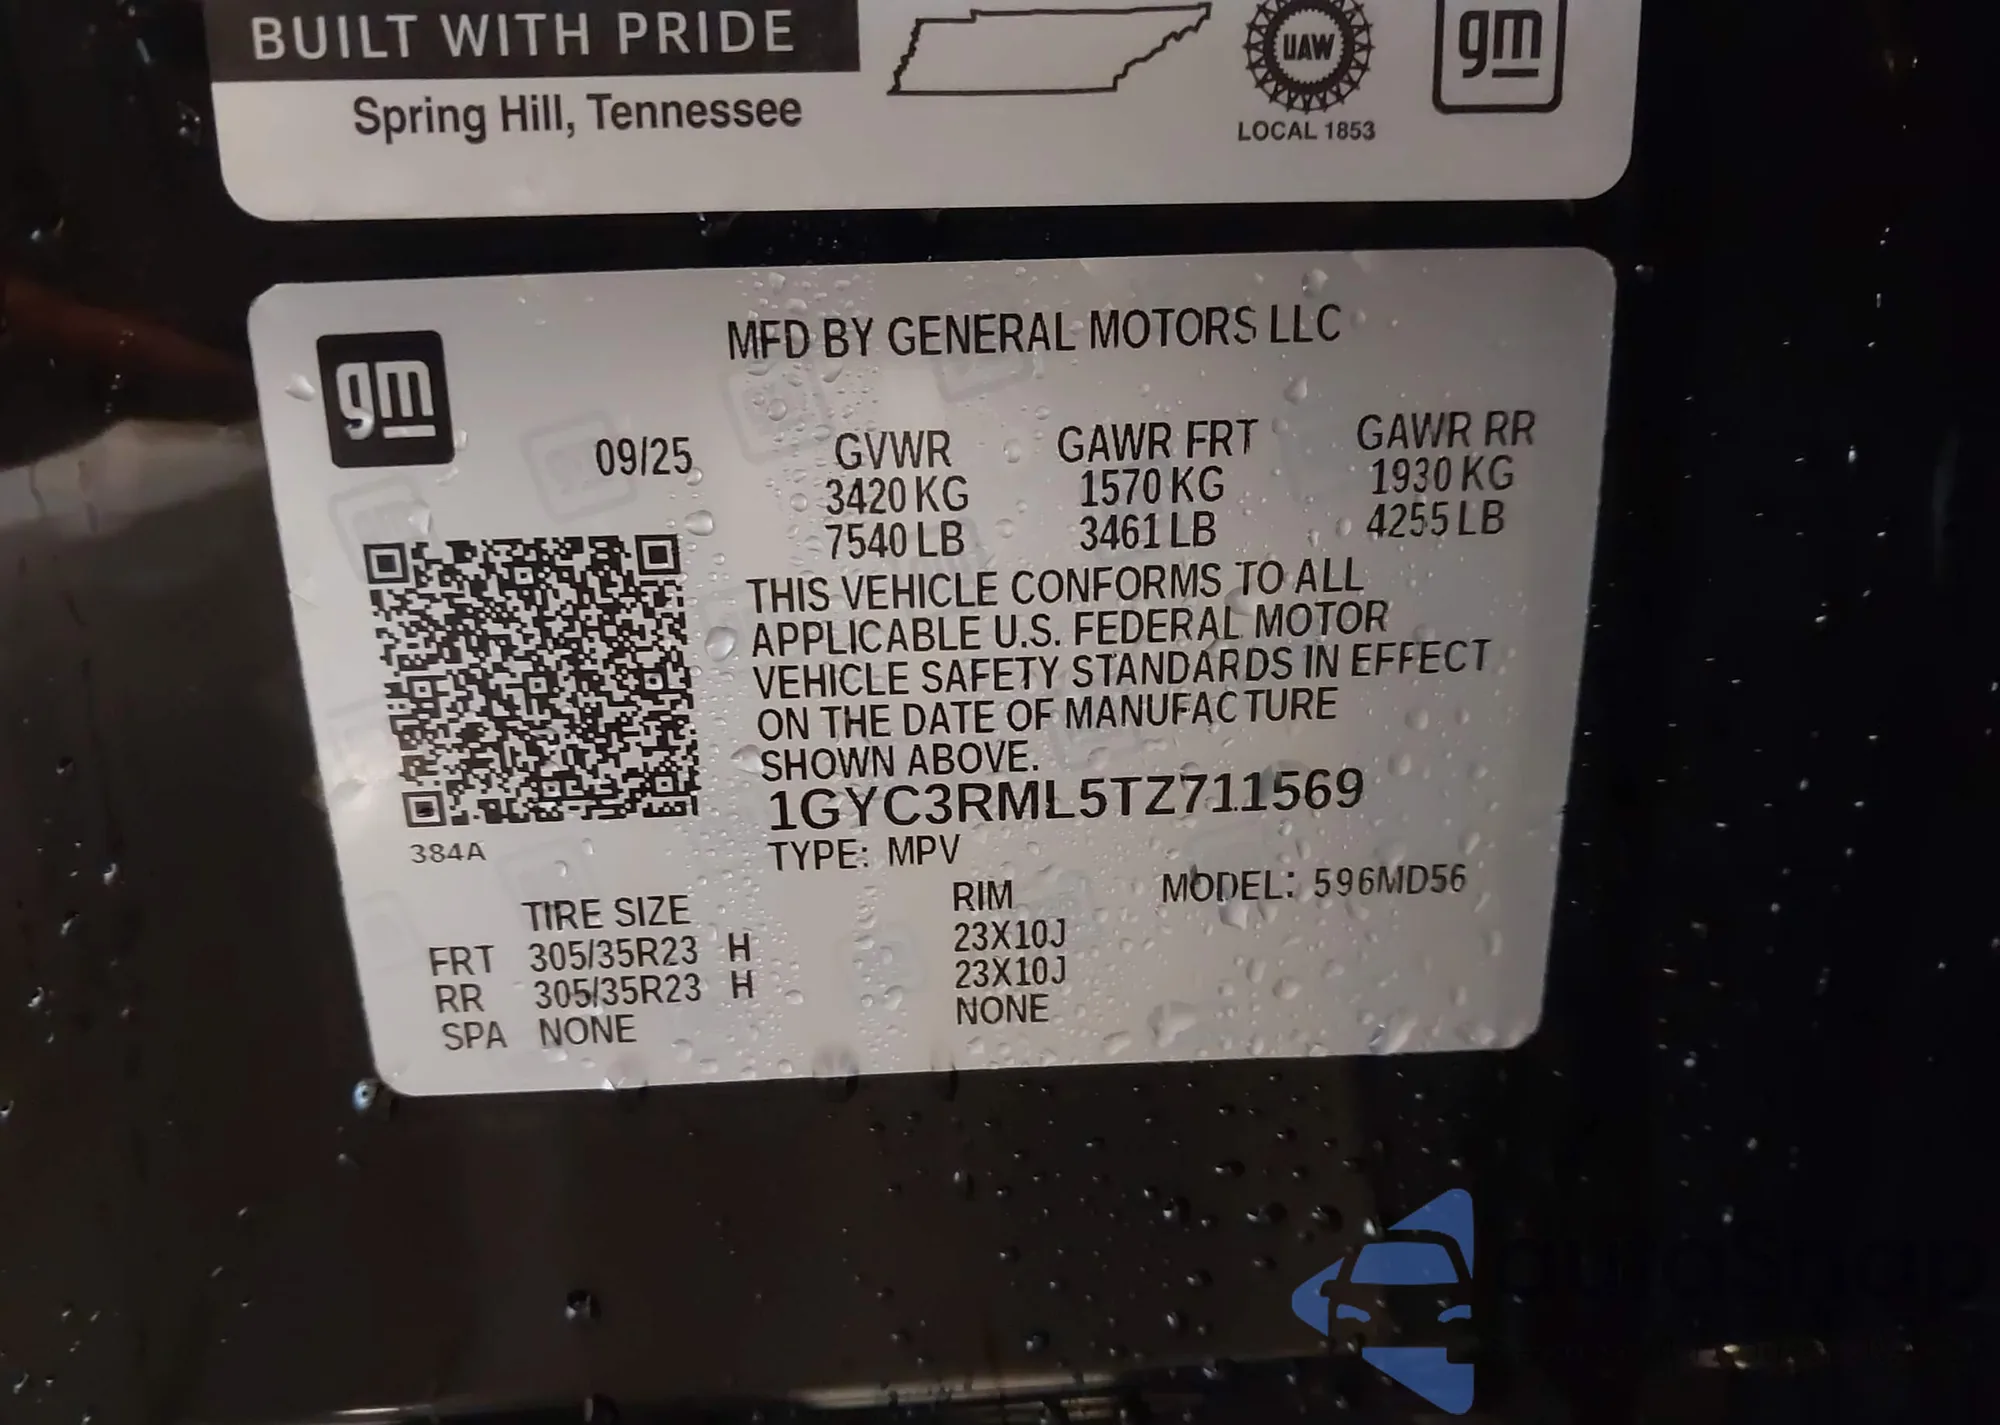 BUILT WITH PRIDE
Spring Hill, Tennessee
UAW
LOCAL 1853
gm
MFD BY GENERAL MOTORS LLC
gm
09/25 GVWR GAWR FRT GAWR RR
3420 KG 1570 KG 1930 KG
7540 LB 3461 LB 4255 LB
THIS VEHICLE CONFORMS TO ALL
APPLICABLE U.S. FEDERAL MOTOR
VEHICLE SAFETY STANDARDS IN EFFECT
ON THE DATE OF MANUFACTURE
SHOWN ABOVE.
1GYC3RML5TZ711569
384A
TYPE: MPV
TIRE SIZE RIM MODEL: 596MD56
FRT 305/35R23 H 23X10J
RR 305/35R23 H 23X10J
SPA NONE NONE